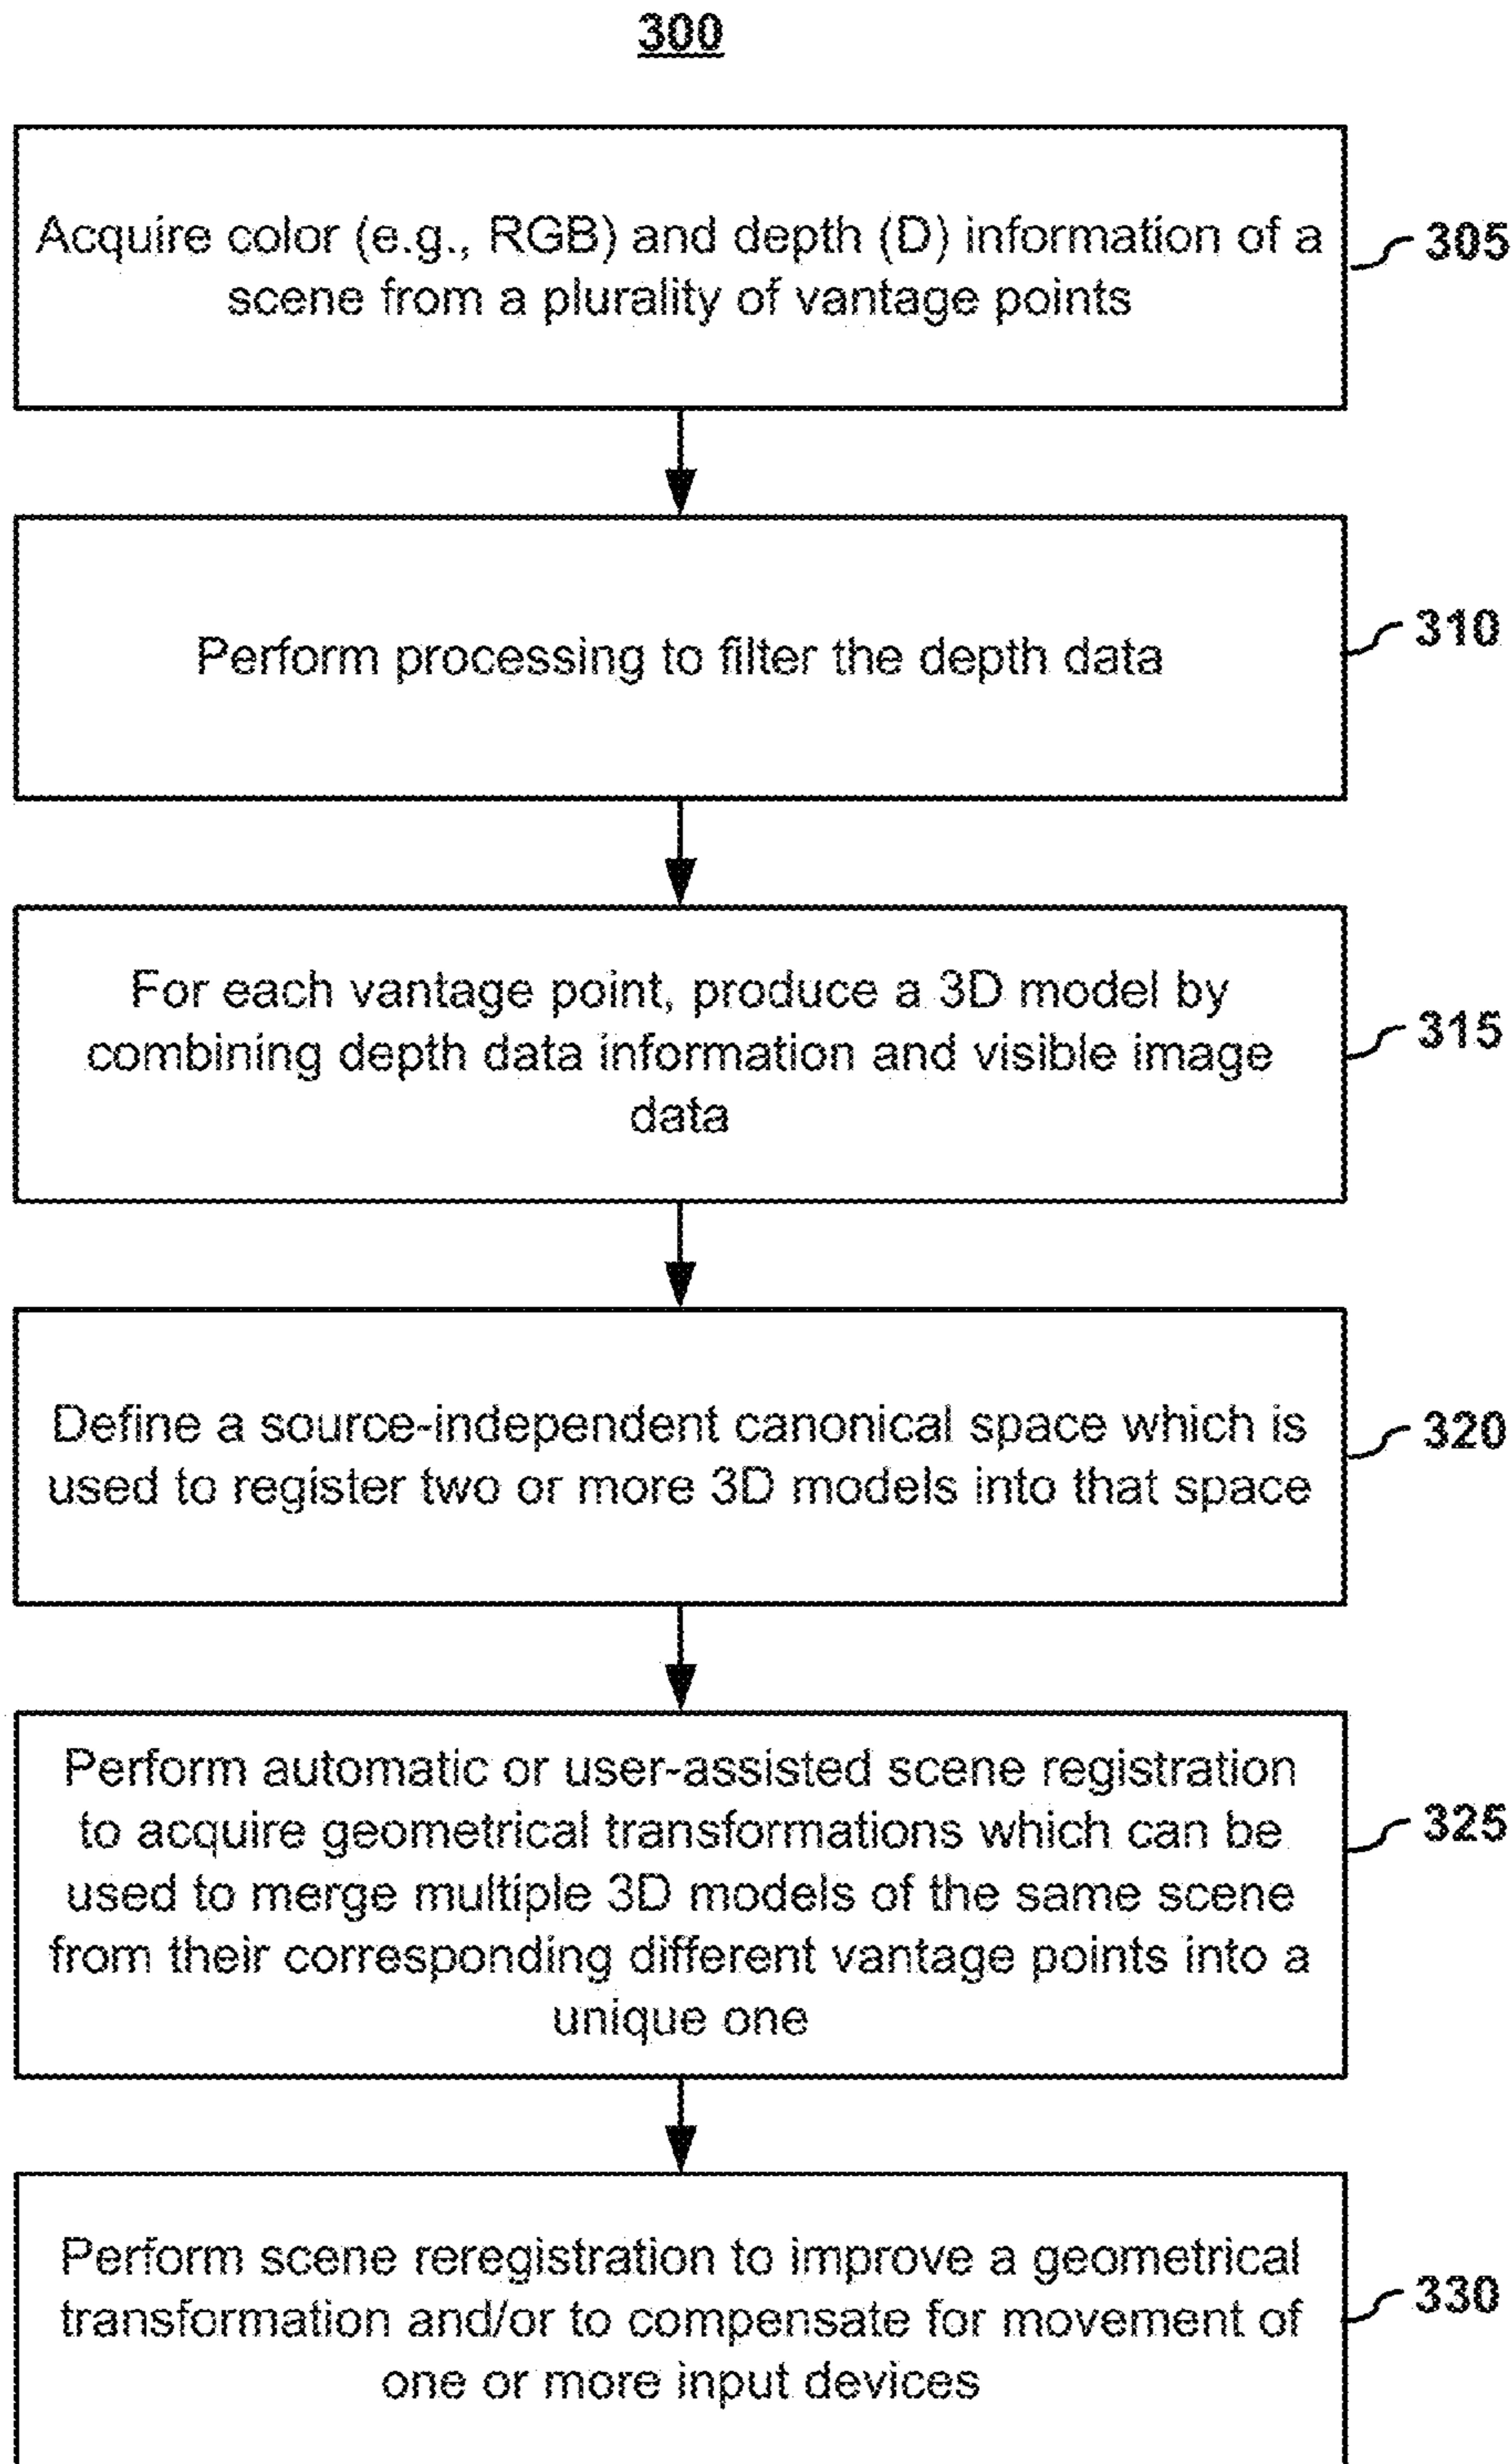 300
Acquire color (e.g., RGB) and depth (D) information of a
scene from a plurality of vantage points
305
Perform processing to filter the depth data
310
For each vantage point, produce a 3D model by
combining depth data information and visible image
data
315
Define a source-independent canonical space which is
used to register two or more 3D models into that space
320
Perform automatic or user-assisted scene registration
to acquire geometrical transformations which can be
used to merge multiple 3D models of the same scene
from their corresponding different vantage points into a
unique one
325
Perform scene reregistration to improve a geometrical
transformation and/or to compensate for movement of
one or more input devices
330